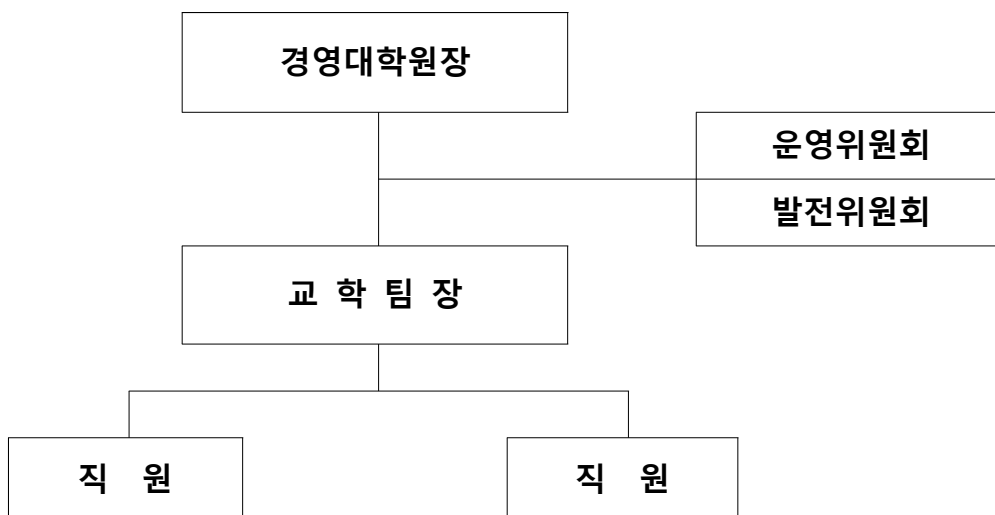 경영대학원장
운영위원회
발전위원회
교 학 팀 장
직 원
직 원